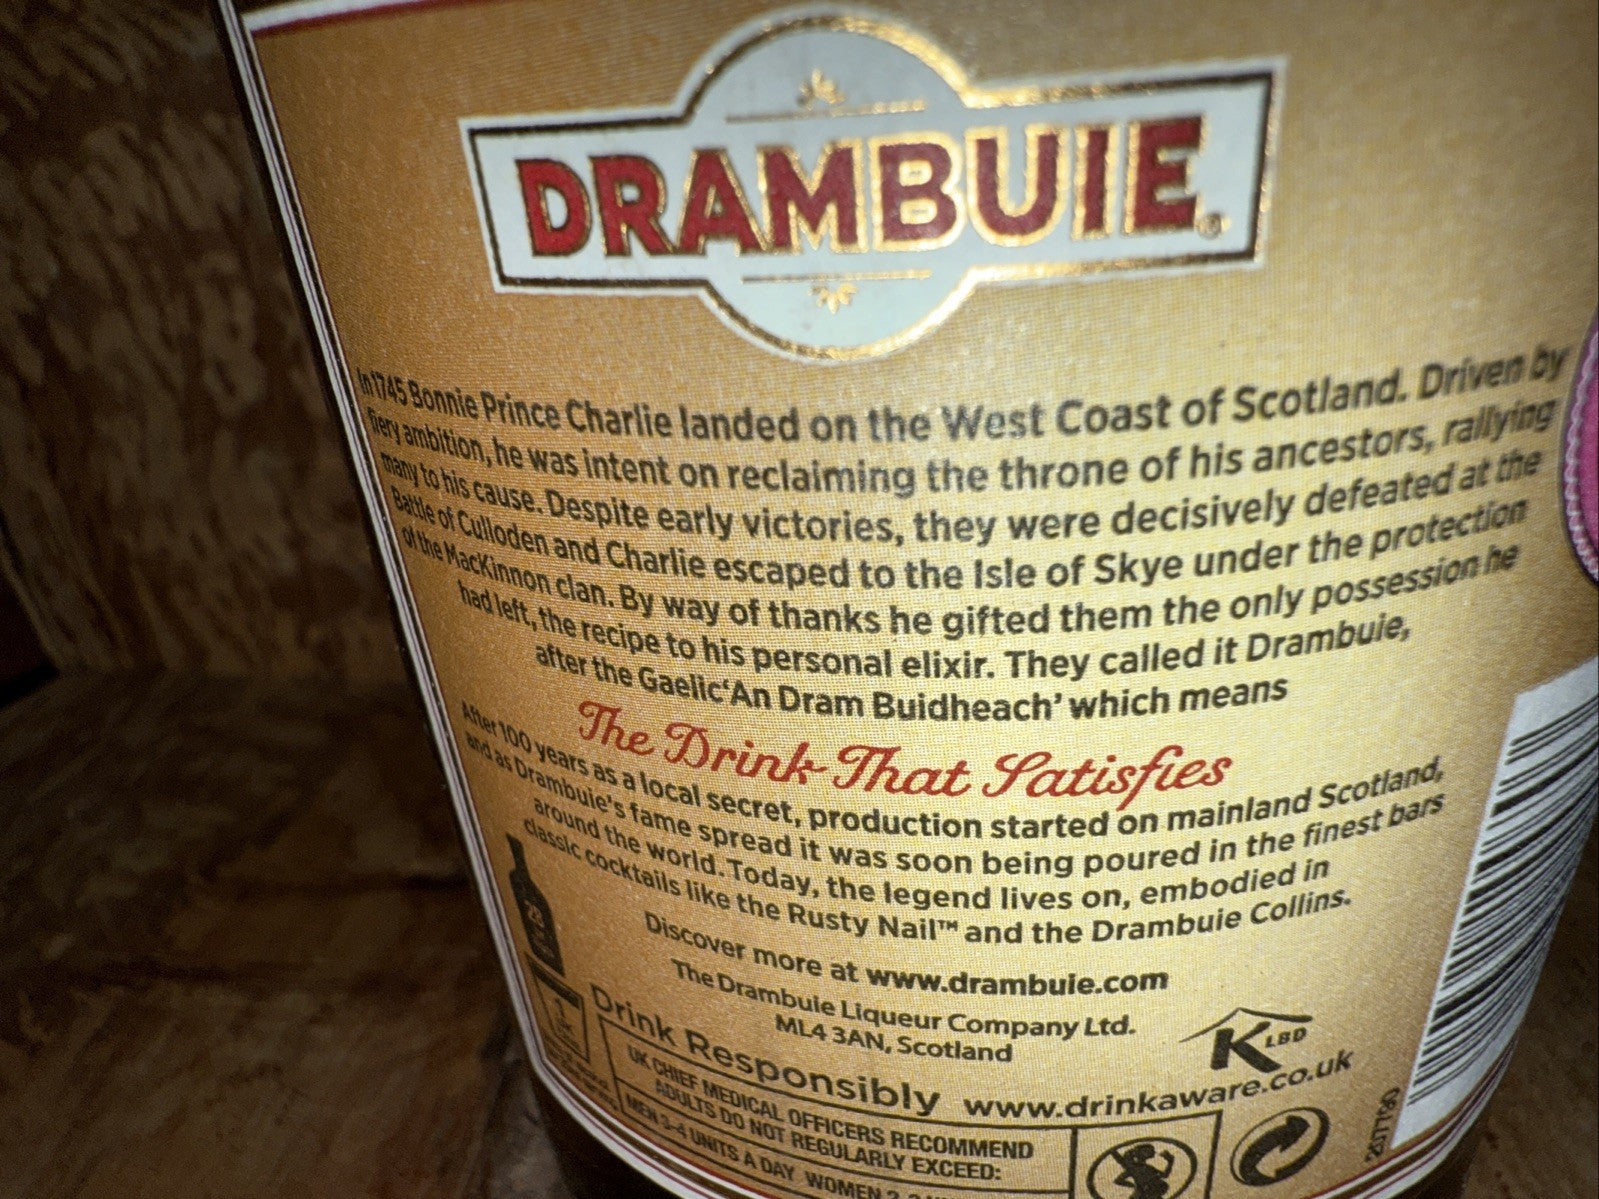 DRAMBUIE®
In 1745 Bonnie Prince Charlie landed on the West Coast of Scotland. Driven by
fiery ambition, he was intent on reclaiming the throne of his ancestors, rallying
many to his cause. Despite early victories, they were decisively defeated at the
Battle of Culloden and Charlie escaped to the Isle of Skye under the protection
of the MacKinnon clan. By way of thanks he gifted them the only possession he
had left, the recipe to his personal elixir. They called it Drambuie,
after the Gaelic 'An Dram Buidheach' which means
The Drink That Satisfies
After 100 years as a local secret, production started on mainland Scotland,
and as Drambuie's fame spread it was soon being poured in the finest bars
around the world. Today, the legend lives on, embodied in
classic cocktails like the Rusty Nail™ and the Drambuie Collins.
Discover more at www.drambuie.com
The Drambuie Liqueur Company Ltd.
ML4 3AN, Scotland
K LBD
28
1
Drink Responsibly www.drinkaware.co.uk
UK CHIEF MEDICAL OFFICERS RECOMMEND
ADULTS DO NOT REGULARLY EXCEED:
MEN 3-4 UNITS A DAY WOMEN